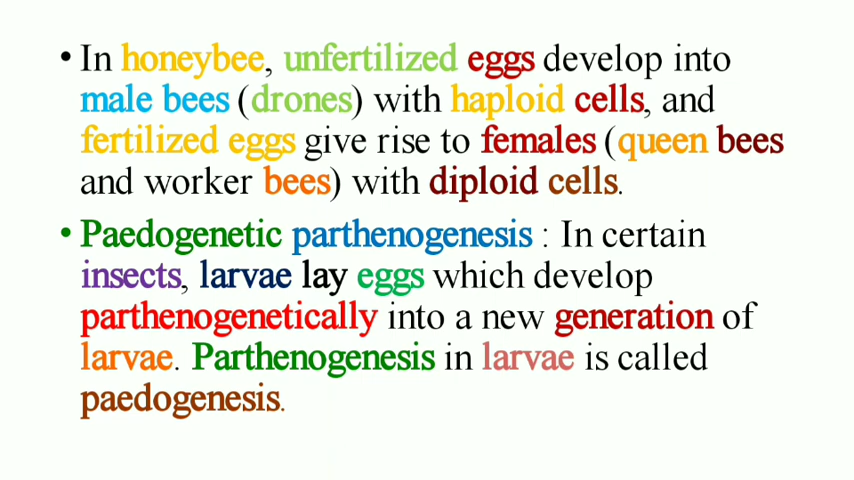 • In honeybee, unfertilized eggs develop into
male bees (drones) with haploid cells, and
fertilized eggs give rise to females (queen bees
and worker bees) with diploid cells.
• Paedogenetic parthenogenesis : In certain
insects, larvae lay eggs which develop
parthenogenetically into a new generation of
larvae. Parthenogenesis in larvae is called
paedogenesis.